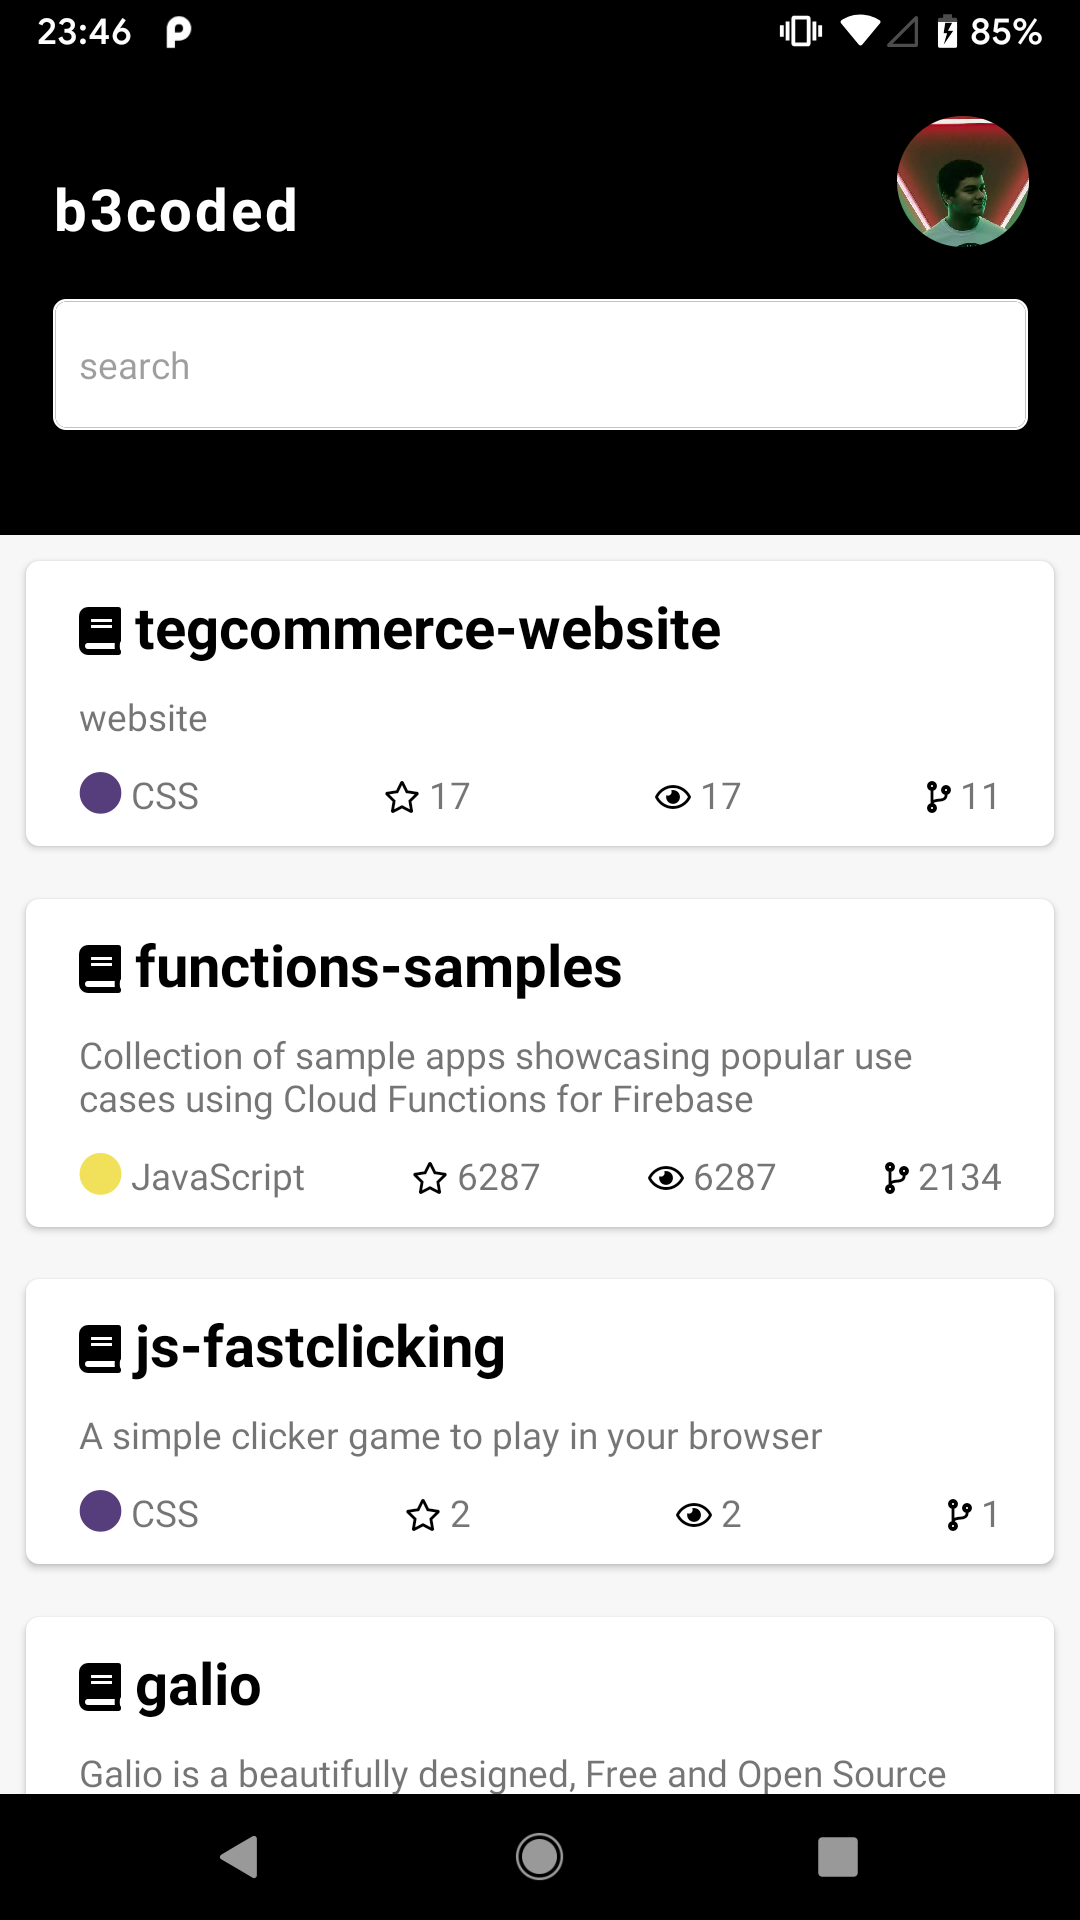 23:46 85%
b3coded
search
tegcommerce-website
website
CSS 17 17 11
functions-samples
Collection of sample apps showcasing popular use
cases using Cloud Functions for Firebase
JavaScript 6287 6287 2134
js-fastclicking
A simple clicker game to play in your browser
CSS 2 2 1
galio
Galio is a beautifully designed, Free and Open Source